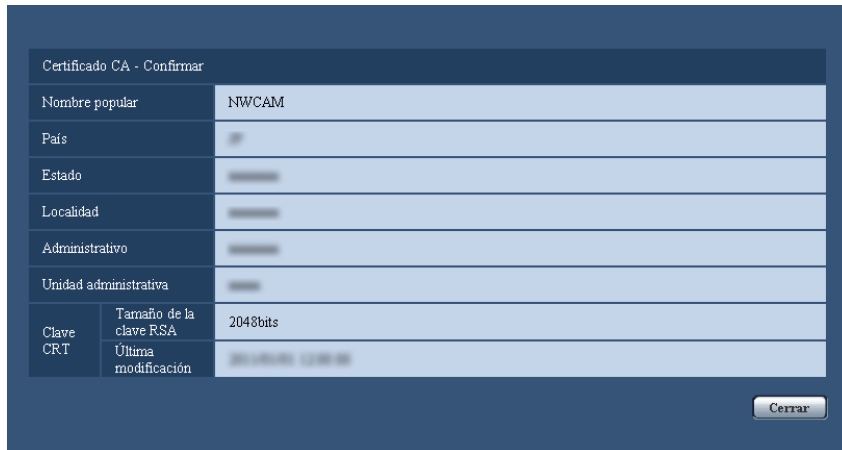 Certificado CA - Confirmar
Nombre popular
NWCAM
País
Estado
Localidad
Administrativo
Unidad administrativa
Clave
CRT
Tamaño de la
clave RSA
2048bits
Última
modificación
Cerrar